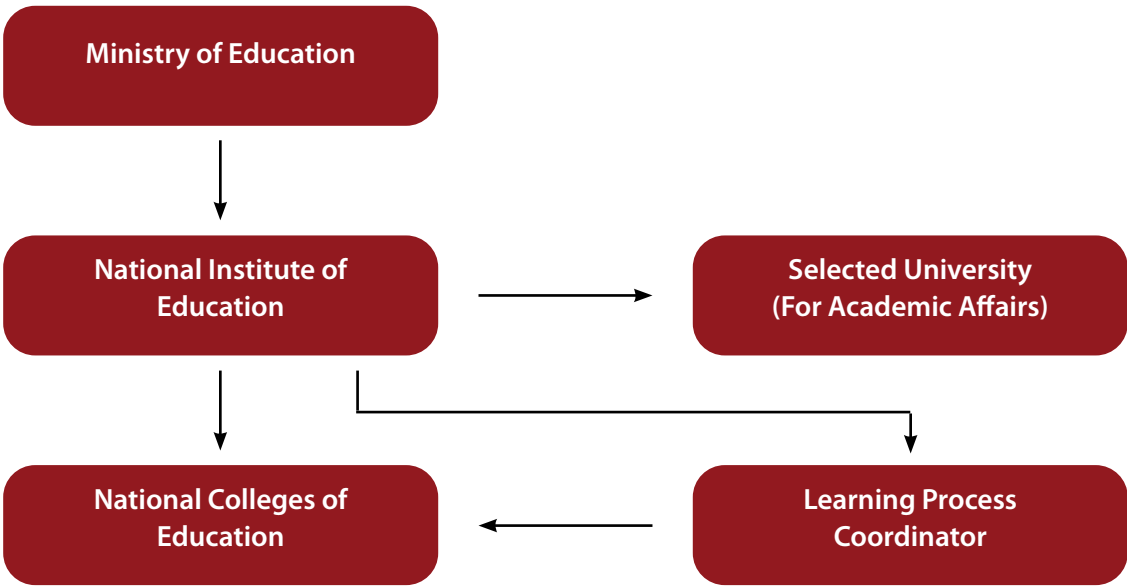 Ministry of Education
National Institute of
Education
Selected University
(For Academic Affairs)
National Colleges of
Education
Learning Process
Coordinator